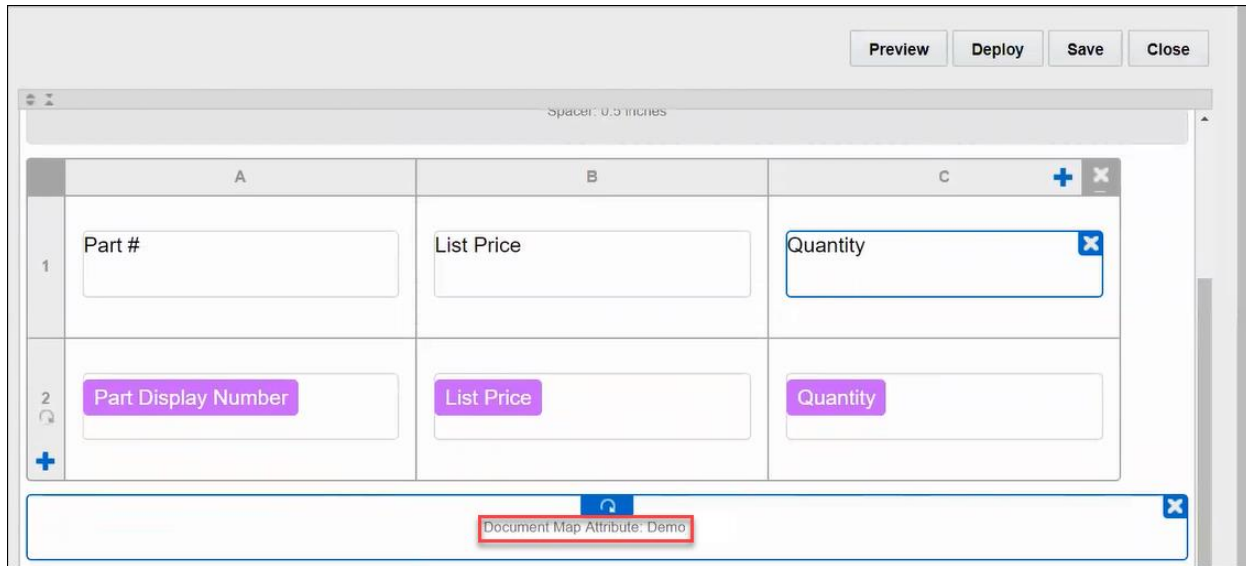 Preview Deploy Save Close
Spacer: 0.5 inches
A B C
1 Part # List Price Quantity
2 Part Display Number List Price Quantity
Document Map Attribute: Demo